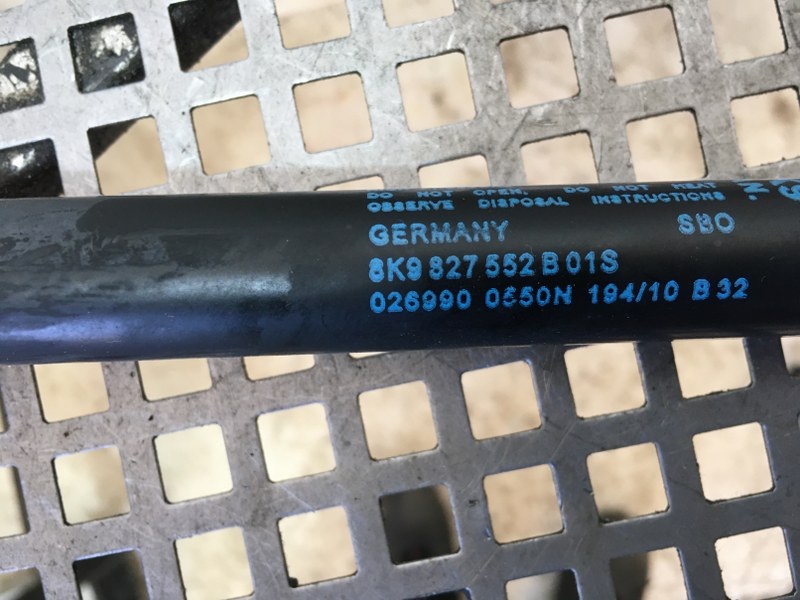 DO NOT OPEN, DO NOT HEAT
OBSERVE DISPOSAL INSTRUCTIONS
GERMANY SBO
8K9 827 552 B 01S
026990 0550N 194/10 B 32